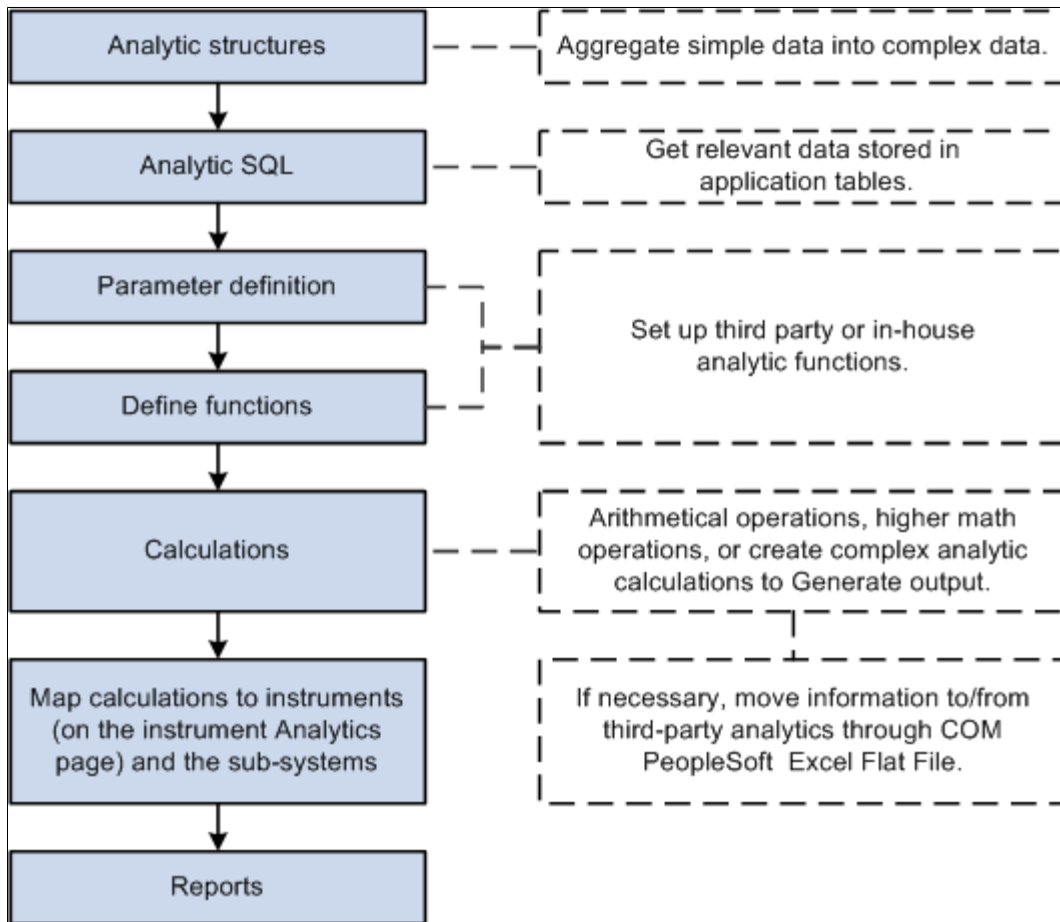 Analytic structures
Aggregate simple data into complex data.
Analytic SQL
Get relevant data stored in
application tables.
Parameter definition
Set up third party or in-house
analytic functions.
Define functions
Calculations
Arithmetical operations, higher math
operations, or create complex analytic
calculations to Generate output.
Map calculations to instruments
(on the instrument Analytics
page) and the sub-systems
If necessary, move information to/from
third-party analytics through COM
PeopleSoft  Excel Flat File.
Reports